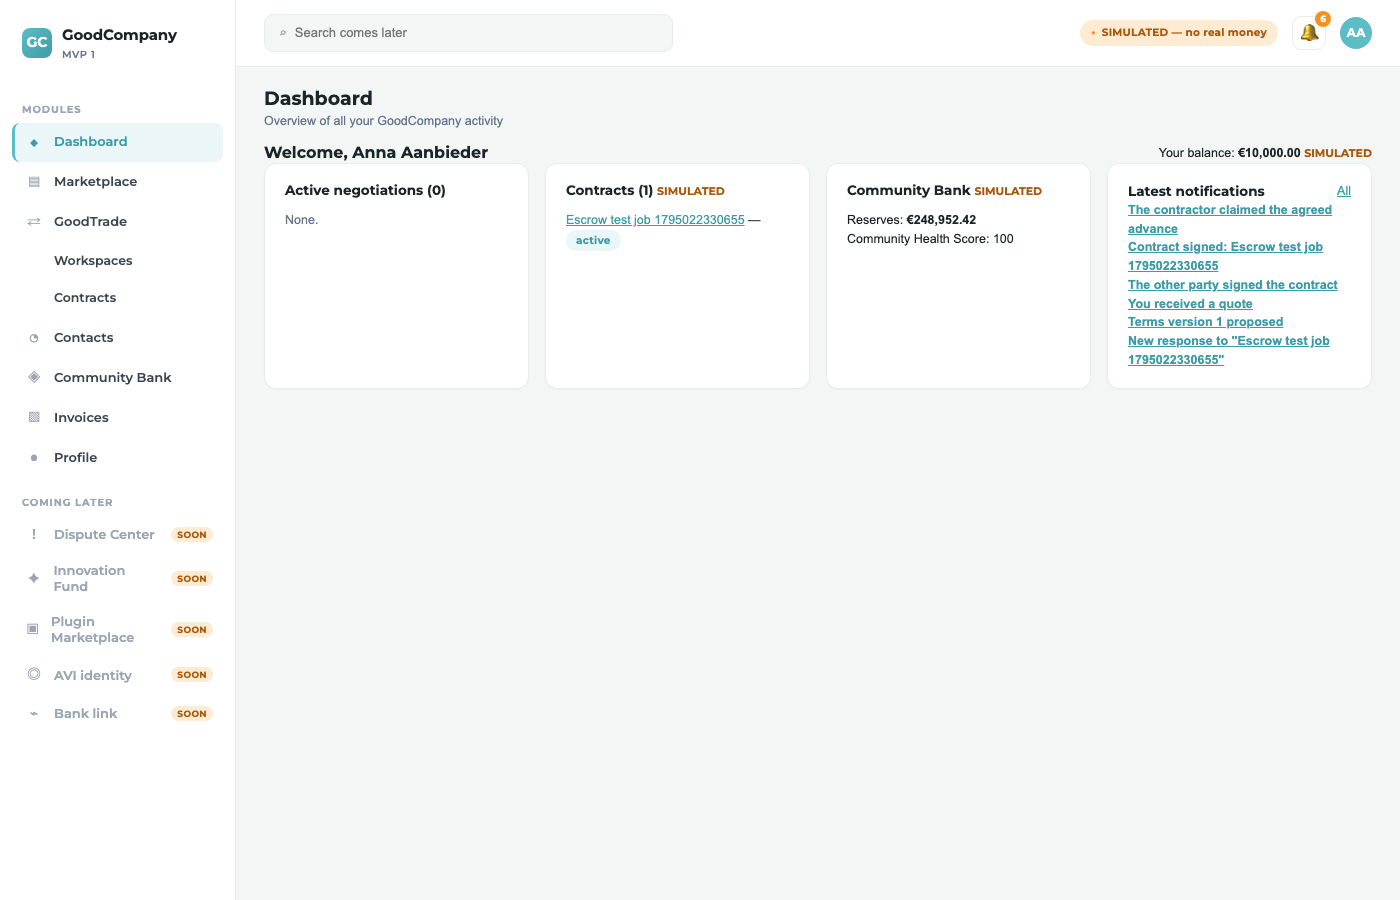 GC
GoodCompany
MVP 1
MODULES
Dashboard
Marketplace
GoodTrade
Workspaces
Contracts
Contacts
Community Bank
Invoices
Profile
COMING LATER
Dispute Center SOON
Innovation
Fund
SOON
Plugin
Marketplace
SOON
AVI identity SOON
Bank link SOON
Search comes later
SIMULATED — no real money
6
AA
Dashboard
Overview of all your GoodCompany activity
Welcome, Anna Aanbieder
Your balance: €10,000.00 SIMULATED
Active negotiations (0)
None.
Contracts (1) SIMULATED
Escrow test job 1795022330655 —
active
Community Bank SIMULATED
Reserves: €248,952.42
Community Health Score: 100
Latest notifications All
The contractor claimed the agreed
advance
Contract signed: Escrow test job
1795022330655
The other party signed the contract
You received a quote
Terms version 1 proposed
New response to "Escrow test job
1795022330655"